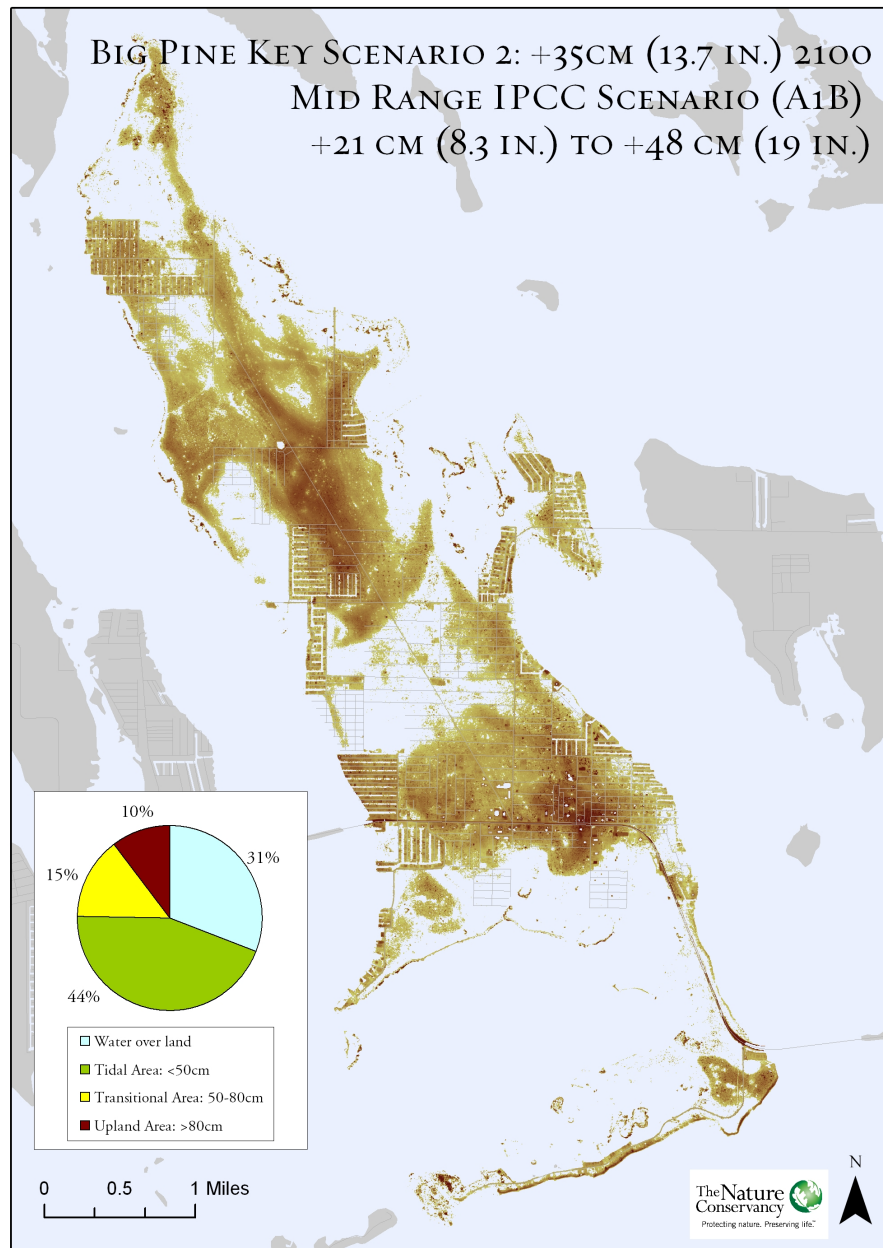 Big Pine Key Scenario 2: +35cm (13.7 in.) 2100
Mid Range IPCC Scenario (A1B)
+21 cm (8.3 in.) to +48 cm (19 in.)
10%
31%
15%
44%
Water over land
Tidal Area: <50cm
Transitional Area: 50-80cm
Upland Area: >80cm
0 0.5 1 Miles
The Nature
Conservancy
Protecting nature. Preserving life.™
N